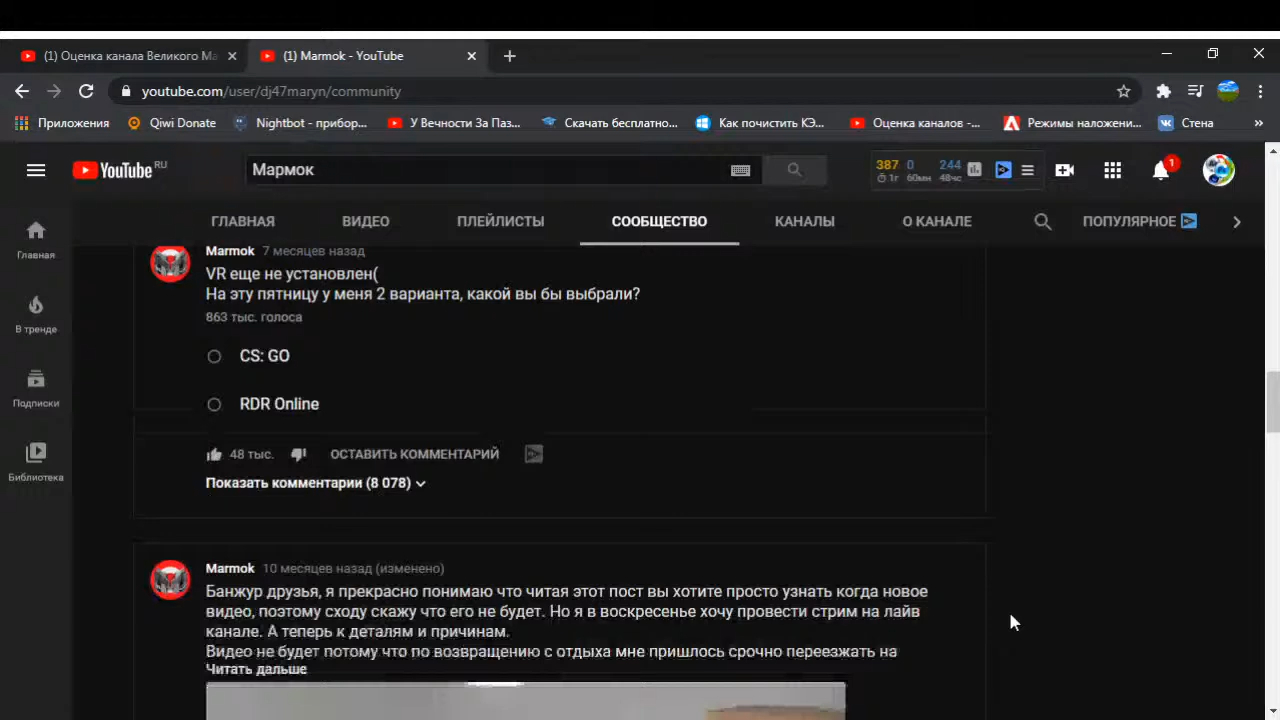 (1) Оценка канала Великого Ма
(1) Marmok - YouTube
youtube.com/user/dj47maryn/community
Приложения
Qiwi Donate
Nightbot - прибор...
У Вечности За Паз...
Скачать бесплатно...
Как почистить КЭ...
Оценка каналов -...
Режимы наложени...
Стена
»
YouTube RU
Мармок
387 0 244
1г 60мн 48чс
1
ГЛАВНАЯ
ВИДЕО
ПЛЕЙЛИСТЫ
СООБЩЕСТВО
КАНАЛЫ
О КАНАЛЕ
ПОПУЛЯРНОЕ
Главная
В тренде
Подписки
Библиотека
Marmok 7 месяцев назад
VR еще не установлен(
На эту пятницу у меня 2 варианта, какой вы бы выбрали?
863 тыс. голоса
CS: GO
RDR Online
48 тыс.
ОСТАВИТЬ КОММЕНТАРИЙ
Показать комментарии (8 078)
Marmok 10 месяцев назад (изменено)
Банжур друзья, я прекрасно понимаю что читая этот пост вы хотите просто узнать когда новое
видео, поэтому сходу скажу что его не будет. Но я в воскресенье хочу провести стрим на лайв
канале. А теперь к деталям и причинам.
Видео не будет потому что по возвращению с отдыха мне пришлось срочно переезжать на
Читать дальше